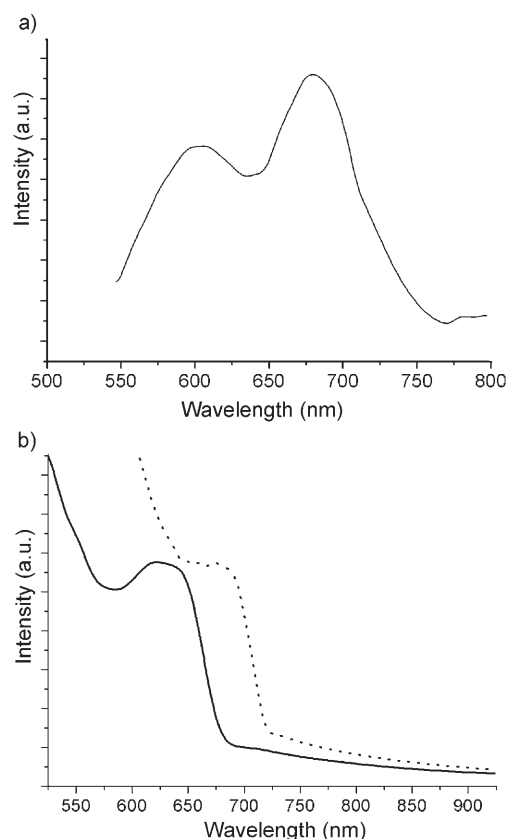 a)
Intensity (a.u.)
500 550 600 650 700 750 800
Wavelength (nm)
b)
Intensity (a.u.)
550 600 650 700 750 800 850 900
Wavelength (nm)